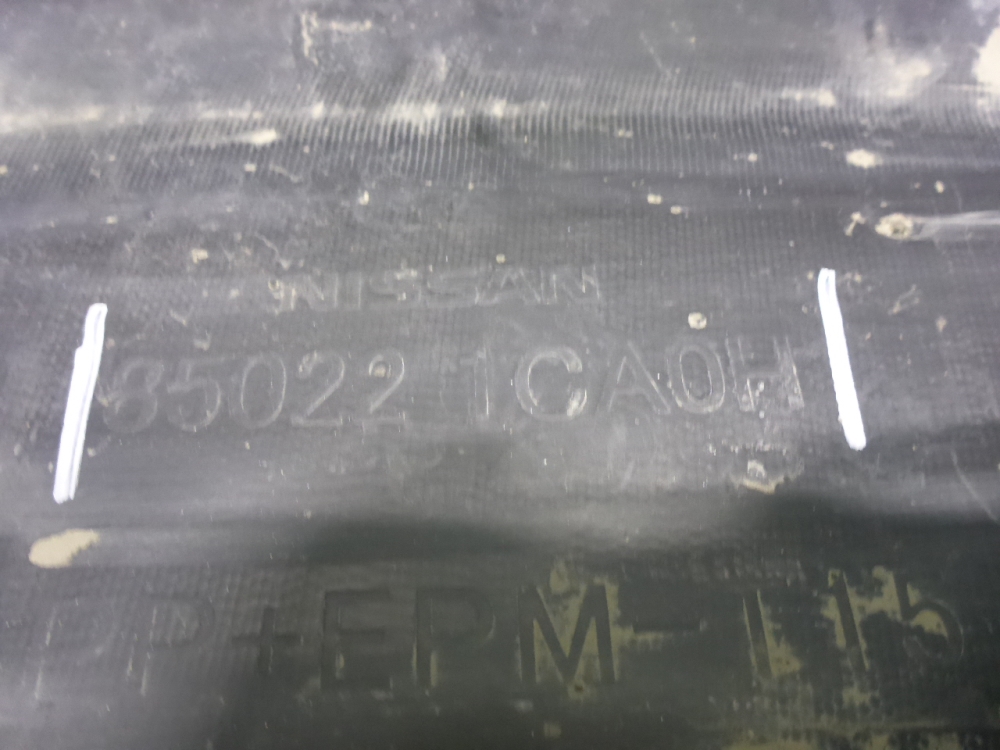 NISSAN
85022 1CA0H
>PP+EPM-T15